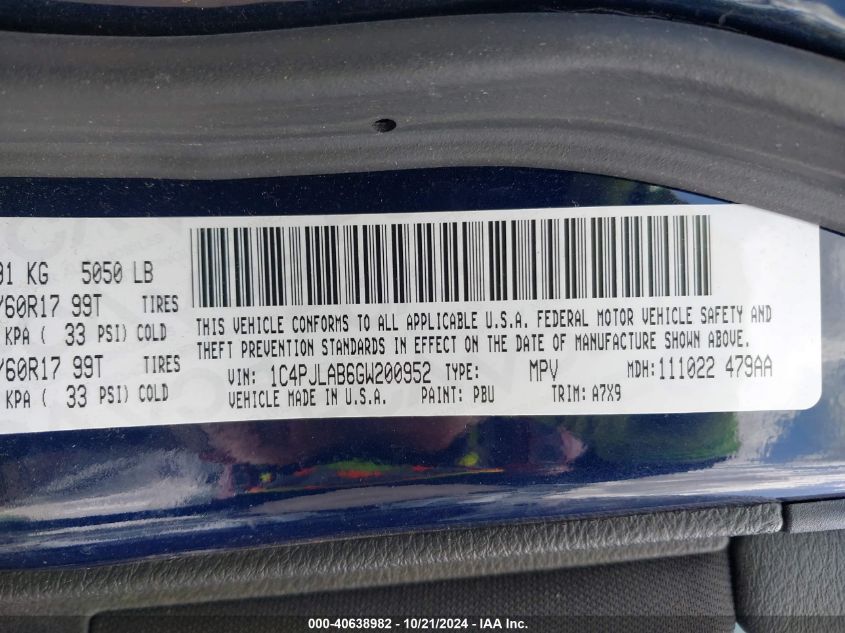 91 KG 5050 LB
/60R17 99T TIRES
KPA ( 33 PSI) COLD
/60R17 99T TIRES
KPA ( 33 PSI) COLD
THIS VEHICLE CONFORMS TO ALL APPLICABLE U.S.A. FEDERAL MOTOR VEHICLE SAFETY AND
THEFT PREVENTION STANDARDS IN EFFECT ON THE DATE OF MANUFACTURE SHOWN ABOVE.
VIN: 1C4PJLAB6GW200952 TYPE: MPV MDH: 111022 479AA
VEHICLE MADE IN U.S.A. PAINT: PBU TRIM: A7X9
000-40638982 - 10/21/2024 - IAA Inc.